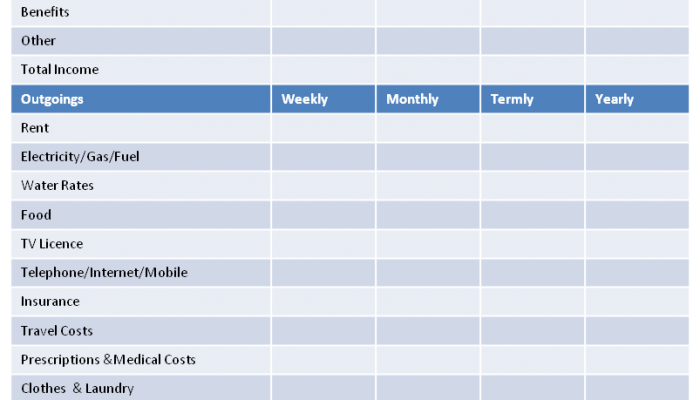 Benefits
Other
Total Income
Outgoings Weekly Monthly Termly Yearly
Rent
Electricity/Gas/Fuel
Water Rates
Food
TV Licence
Telephone/Internet/Mobile
Insurance
Travel Costs
Prescriptions &Medical Costs
Clothes & Laundry